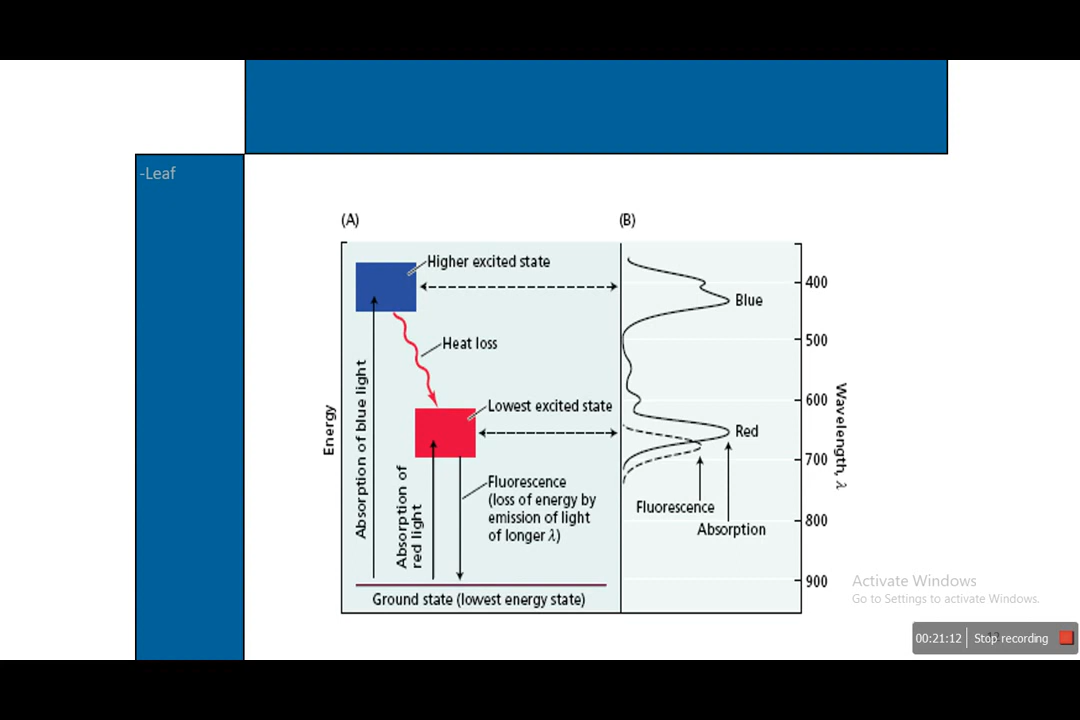 -Leaf
(A)
(B)
Higher excited state
Heat loss
Lowest excited state
Fluorescence
(loss of energy by
emission of light
of longer λ)
Energy
Absorption of blue light
Absorption of
red light
Ground state (lowest energy state)
Blue
Red
Fluorescence
Absorption
400
500
600
700
800
900
Wavelength, λ
Activate Windows
Go to Settings to activate Windows.
00:21:12
Stop recording